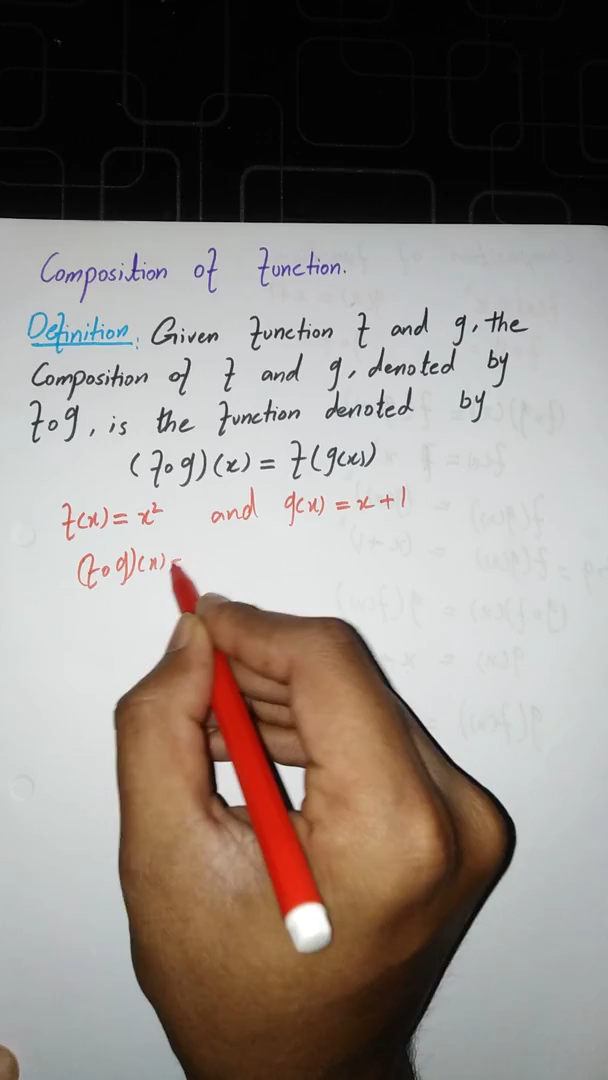 Composition of function.
Definition: Given function f and g, the
Composition of f and g, denoted by
fog, is the function denoted by
(fog)(x) = f(g(x))
f(x) = x² and g(x) = x+1
(fog)(x) =